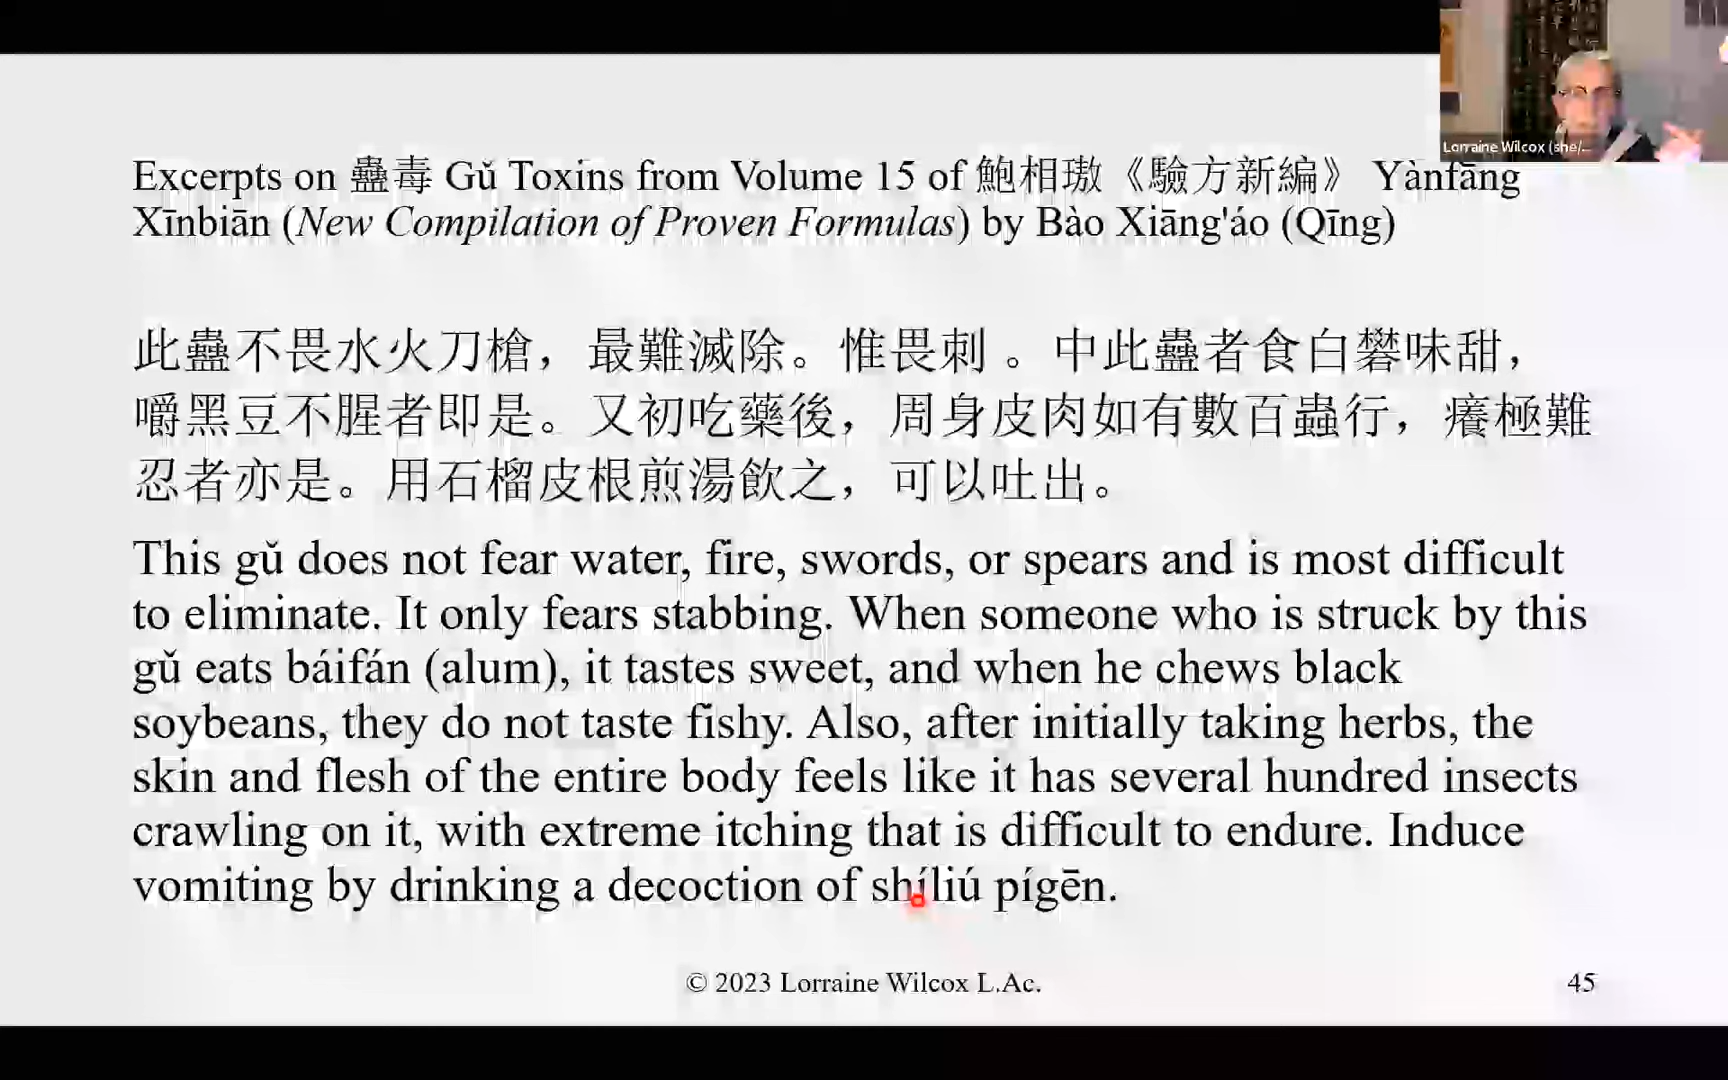 Lorraine Wilcox (she/...
Excerpts on 蠱毒 Gǔ Toxins from Volume 15 of 鮑相璈《驗方新編》 Yànfāng
Xīnbiān (New Compilation of Proven Formulas) by Bào Xiāng'áo (Qīng)
此蠱不畏水火刀槍，最難滅除。惟畏刺 。中此蠱者食白礬味甜，
嚼黑豆不腥者即是。又初吃藥後，周身皮肉如有數百蟲行，癢極難
忍者亦是。用石榴皮根煎湯飲之，可以吐出。
This gǔ does not fear water, fire, swords, or spears and is most difficult
to eliminate. It only fears stabbing. When someone who is struck by this
gǔ eats báifán (alum), it tastes sweet, and when he chews black
soybeans, they do not taste fishy. Also, after initially taking herbs, the
skin and flesh of the entire body feels like it has several hundred insects
crawling on it, with extreme itching that is difficult to endure. Induce
vomiting by drinking a decoction of shíliú pígēn.
© 2023 Lorraine Wilcox L.Ac.
45